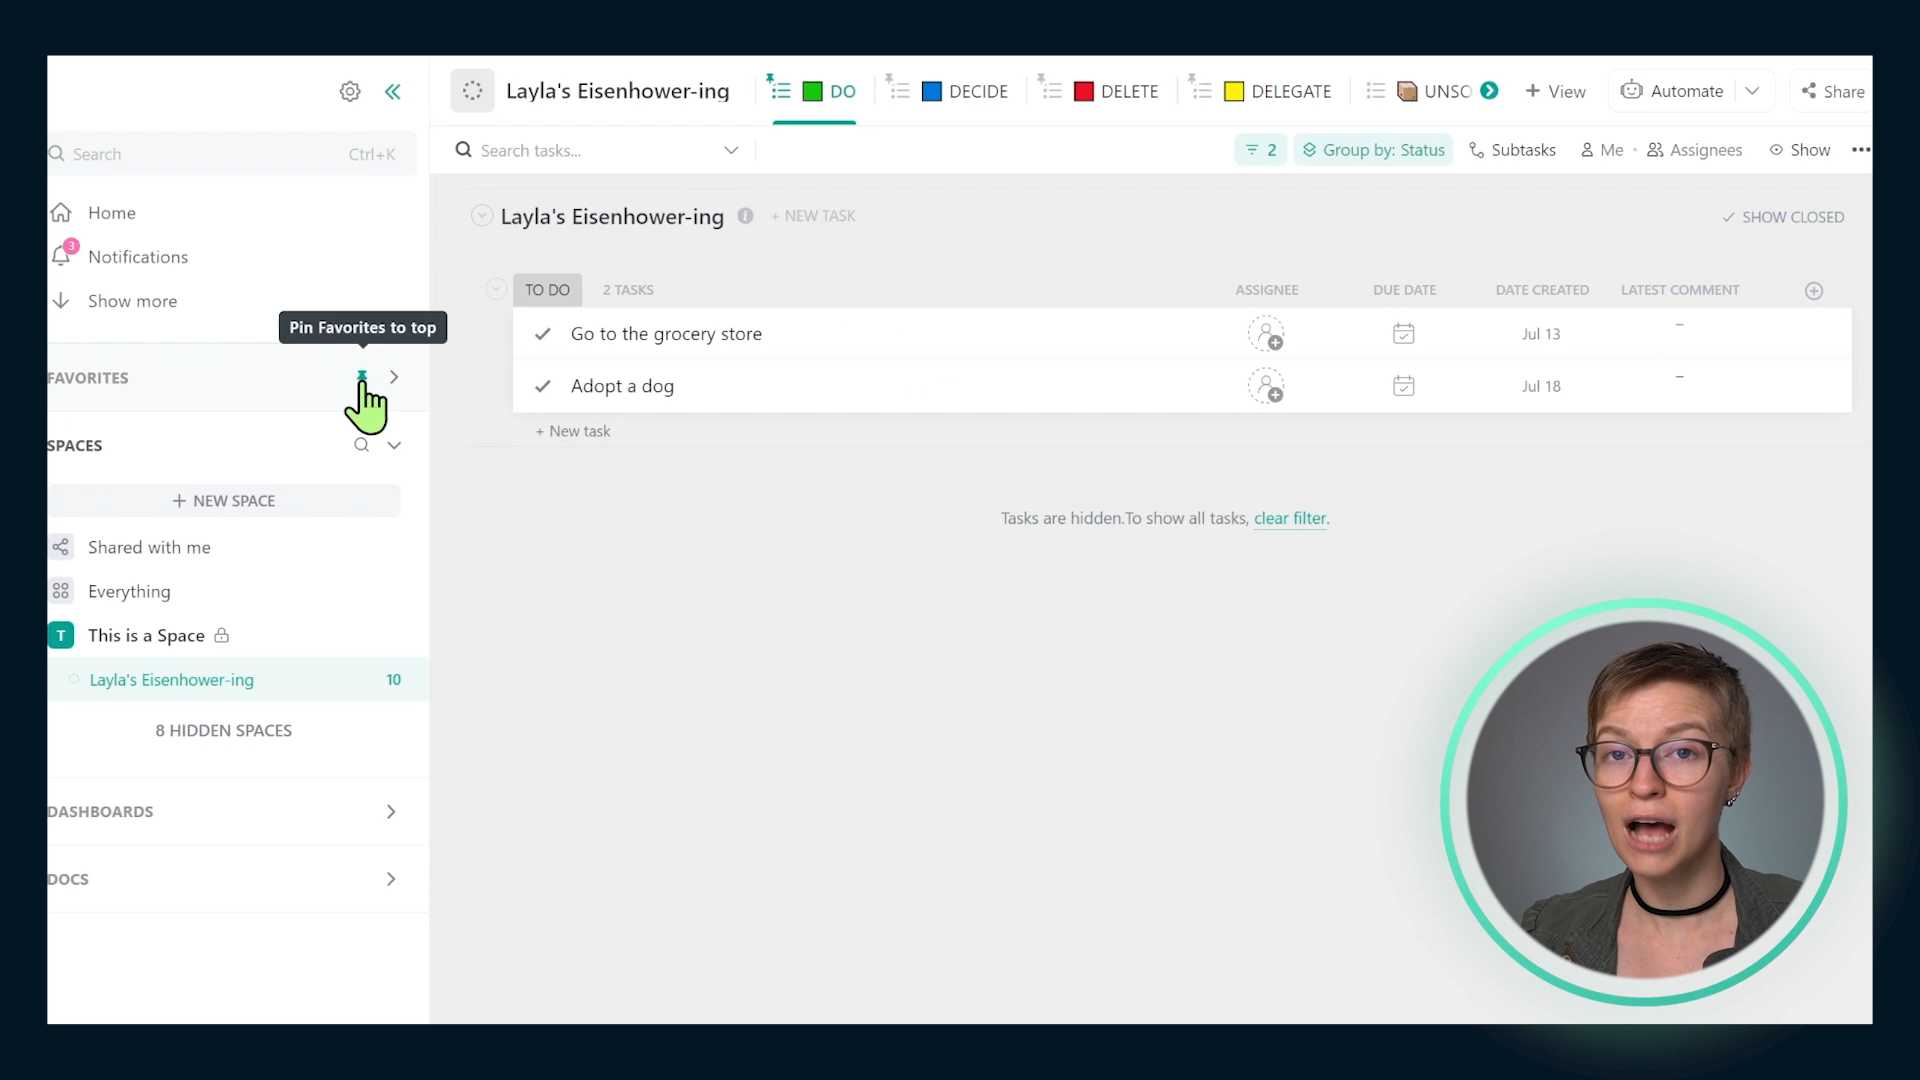 Layla's Eisenhower-ing
DO
DECIDE
DELETE
DELEGATE
UNSO
+ View
Automate
Share
Search
Ctrl+K
Search tasks...
2
Group by: Status
Subtasks
Me
Assignees
Show
Home
3
Notifications
Show more
Pin Favorites to top
FAVORITES
SPACES
+ NEW SPACE
Shared with me
Everything
T
This is a Space
Layla's Eisenhower-ing
10
8 HIDDEN SPACES
DASHBOARDS
DOCS
Layla's Eisenhower-ing
+ NEW TASK
SHOW CLOSED
TO DO
2 TASKS
ASSIGNEE
DUE DATE
DATE CREATED
LATEST COMMENT
Go to the grocery store
Jul 13
–
Adopt a dog
Jul 18
–
+ New task
Tasks are hidden.To show all tasks, clear filter.